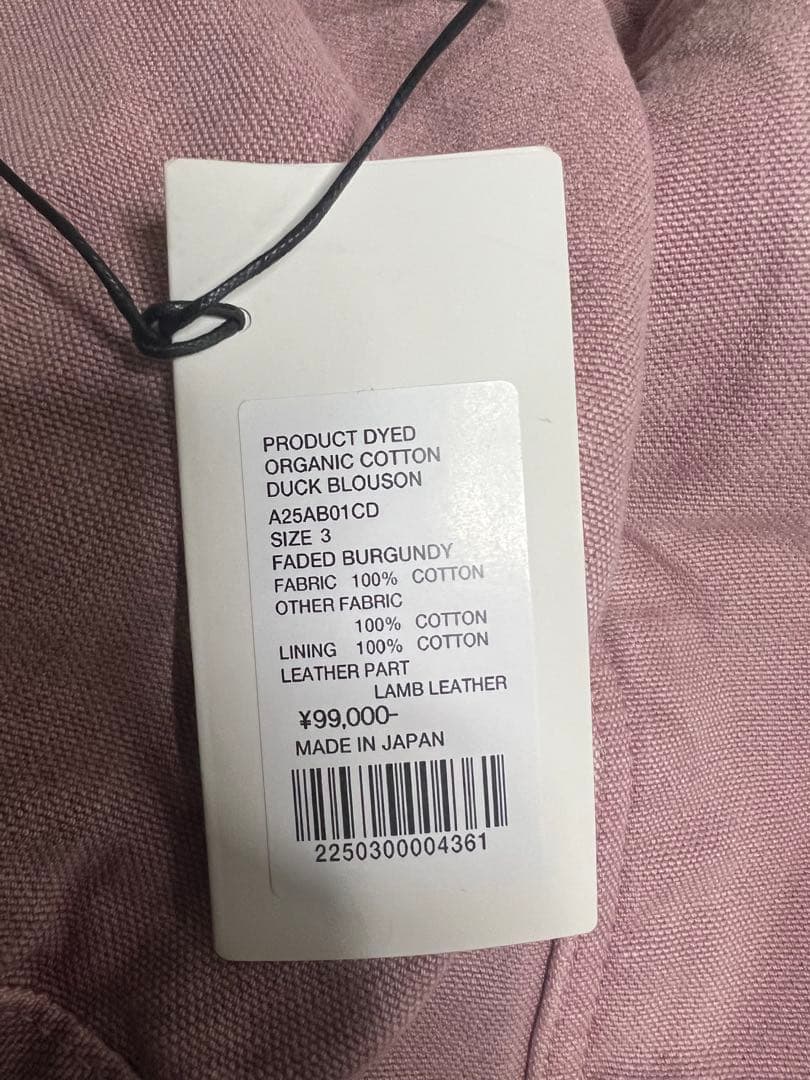 PRODUCT DYED
ORGANIC COTTON
DUCK BLOUSON
A25AB01CD
SIZE 3
FADED BURGUNDY
FABRIC 100% COTTON
OTHER FABRIC
100% COTTON
LINING 100% COTTON
LEATHER PART
LAMB LEATHER
¥99,000-
MADE IN JAPAN
2250300004361